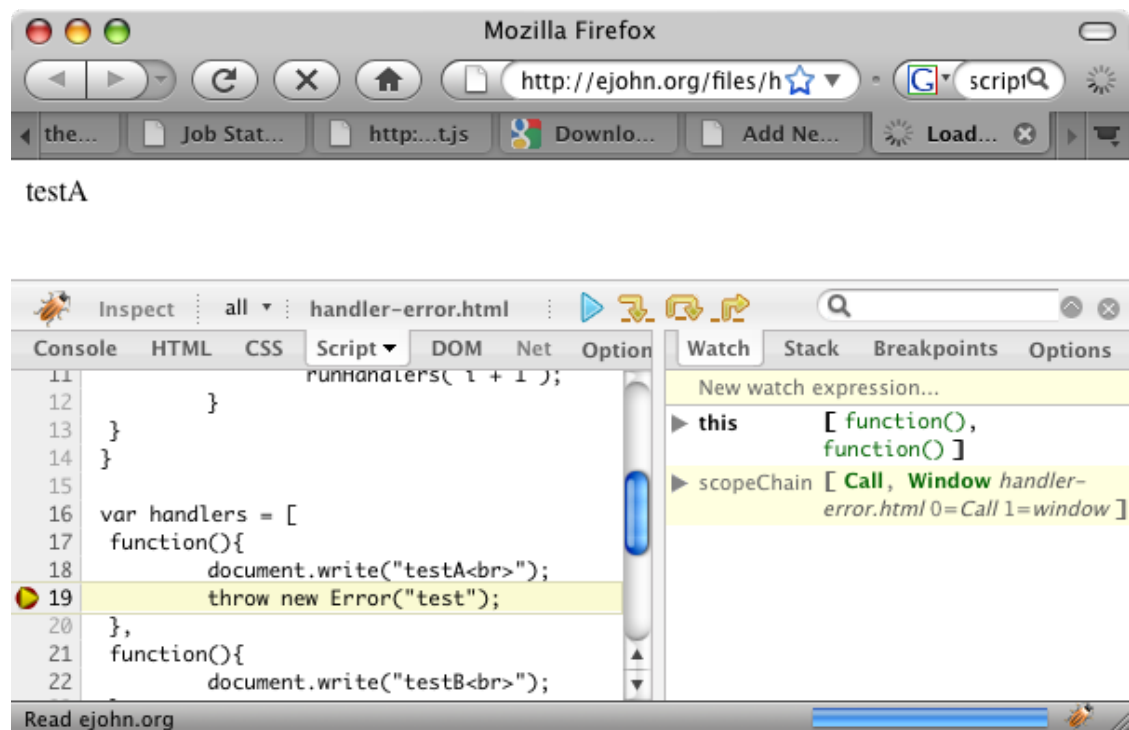 Mozilla Firefox
http://ejohn.org/files/h G script
the... Job Stat... http:....t.js Downlo... Add Ne... Load...
testA
Inspect all handler-error.html
Console HTML CSS Script DOM Net Option Watch Stack Breakpoints Options
11 runHandlers( i + 1 );
12 }
13 }
14 }
15
16 var handlers = [
17 function(){
18 document.write("testA<br>");
19 throw new Error("test");
20 },
21 function(){
22 document.write("testB<br>");
New watch expression...
this [ function(),
function() ]
scopeChain [ Call, Window handler-
error.html 0=Call 1=window ]
Read ejohn.org